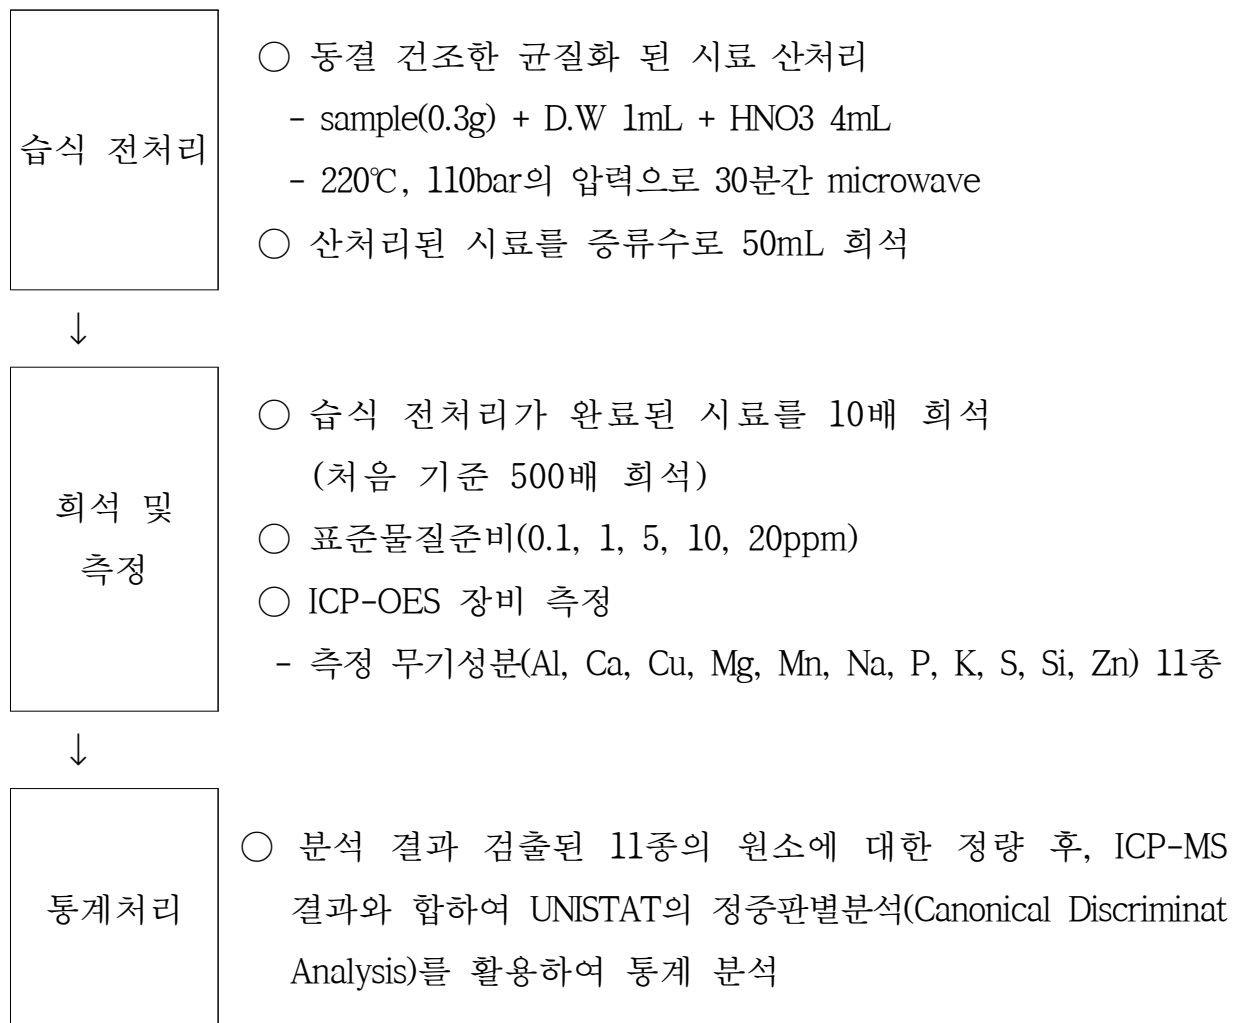 습식 전처리
○ 동결 건조한 균질화 된 시료 산처리
- sample(0.3g) + D.W 1mL + HNO3 4mL
- 220℃, 110bar의 압력으로 30분간 microwave
○ 산처리된 시료를 증류수로 50mL 희석
↓
희석 및
측정
○ 습식 전처리가 완료된 시료를 10배 희석
(처음 기준 500배 희석)
○ 표준물질준비(0.1, 1, 5, 10, 20ppm)
○ ICP-OES 장비 측정
- 측정 무기성분(Al, Ca, Cu, Mg, Mn, Na, P, K, S, Si, Zn) 11종
↓
통계처리
○ 분석 결과 검출된 11종의 원소에 대한 정량 후, ICP-MS
결과와 합하여 UNISTAT의 정중판별분석(Canonical Discriminat
Analysis)를 활용하여 통계 분석